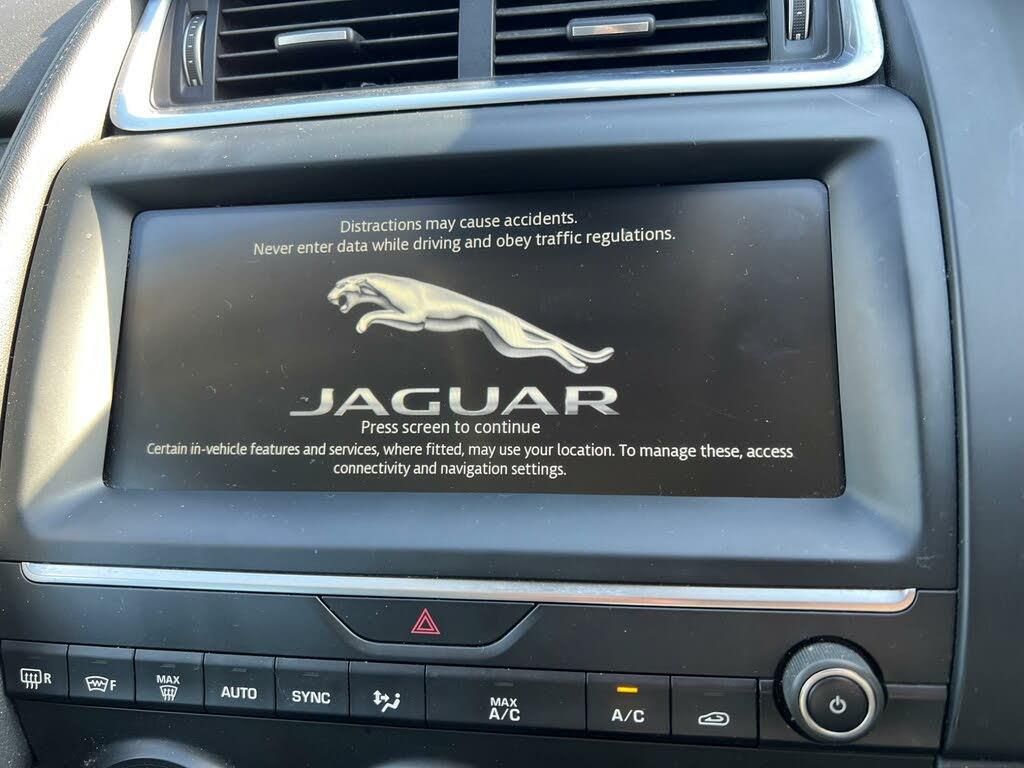 Distractions may cause accidents.
Never enter data while driving and obey traffic regulations.
JAGUAR
Press screen to continue
Certain in-vehicle features and services, where fitted, may use your location. To manage these, access
connectivity and navigation settings.
R
F
MAX
AUTO
SYNC
MAX
A/C
A/C